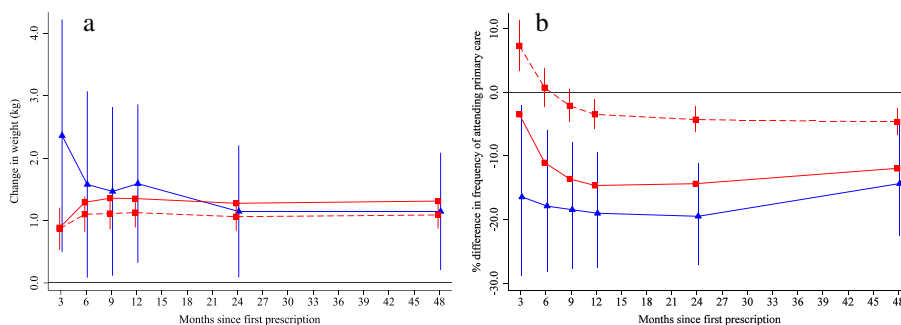 a
Change in weight (kg)
4.0
3.0
2.0
1.0
0.0
3 6 9 12 15 18 21 24 27 30 33 36 39 42 45 48
Months since first prescription
b
% difference in frequency of attending primary care
10.0
0.0
-10.0
-20.0
-30.0
3 6 9 12 15 18 21 24 27 30 33 36 39 42 45 48
Months since first prescription